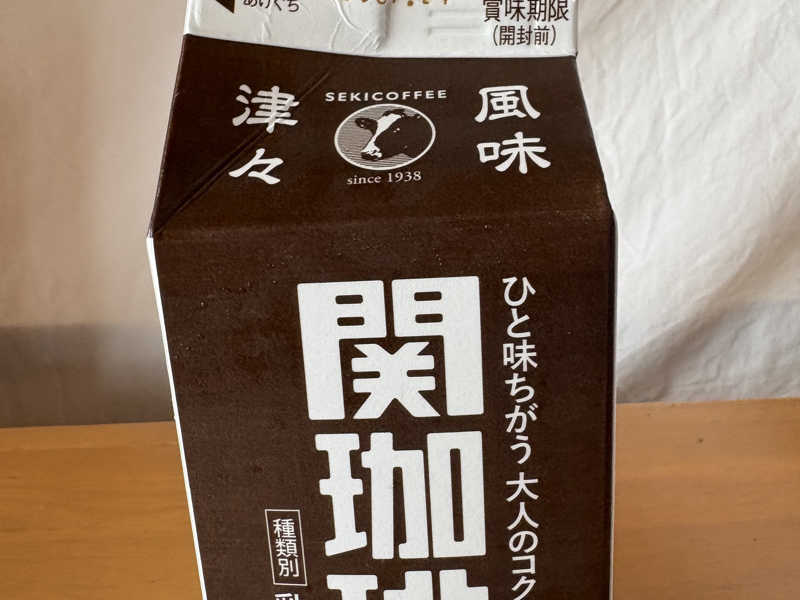 あけぐち
賞味期限
(開封前)
風味
津々
SEKICOFFEE
since 1938
ひと味ちがう 大人のコク
関珈
種類別